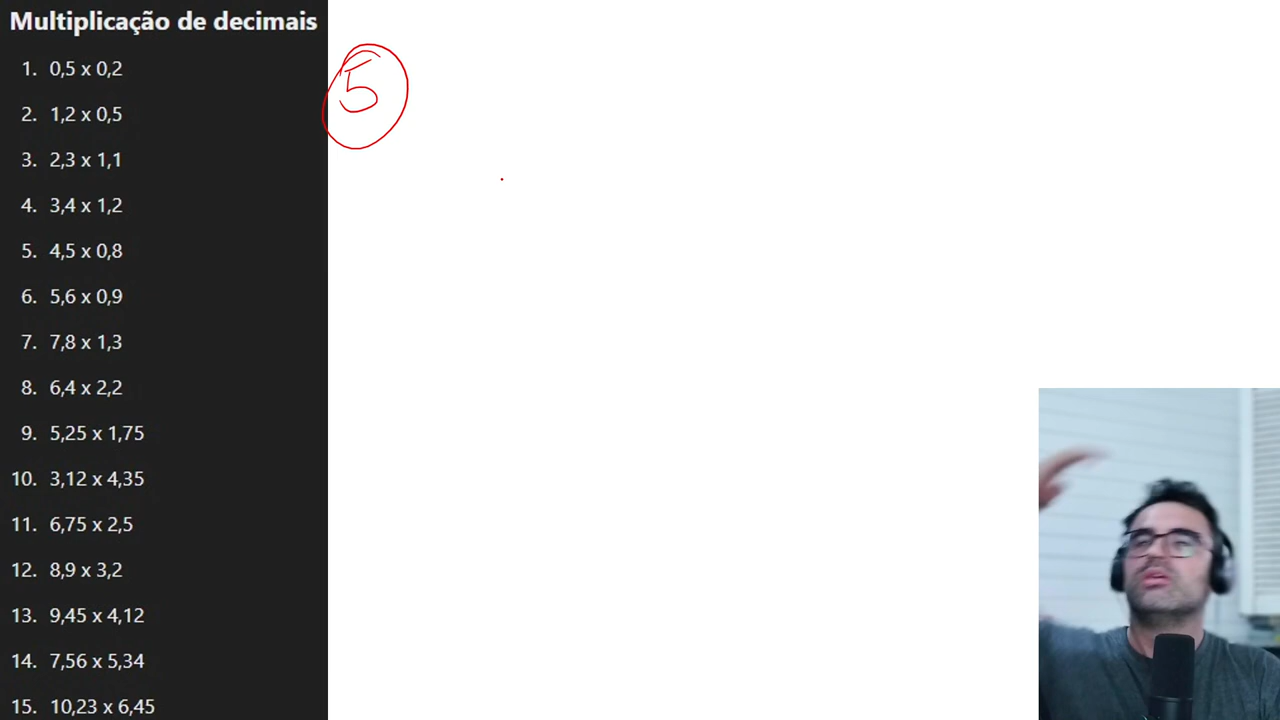 Multiplicação de decimais
1. 0,5 x 0,2
2. 1,2 x 0,5
3. 2,3 x 1,1
4. 3,4 x 1,2
5. 4,5 x 0,8
6. 5,6 x 0,9
7. 7,8 x 1,3
8. 6,4 x 2,2
9. 5,25 x 1,75
10. 3,12 x 4,35
11. 6,75 x 2,5
12. 8,9 x 3,2
13. 9,45 x 4,12
14. 7,56 x 5,34
15. 10,23 x 6,45
5